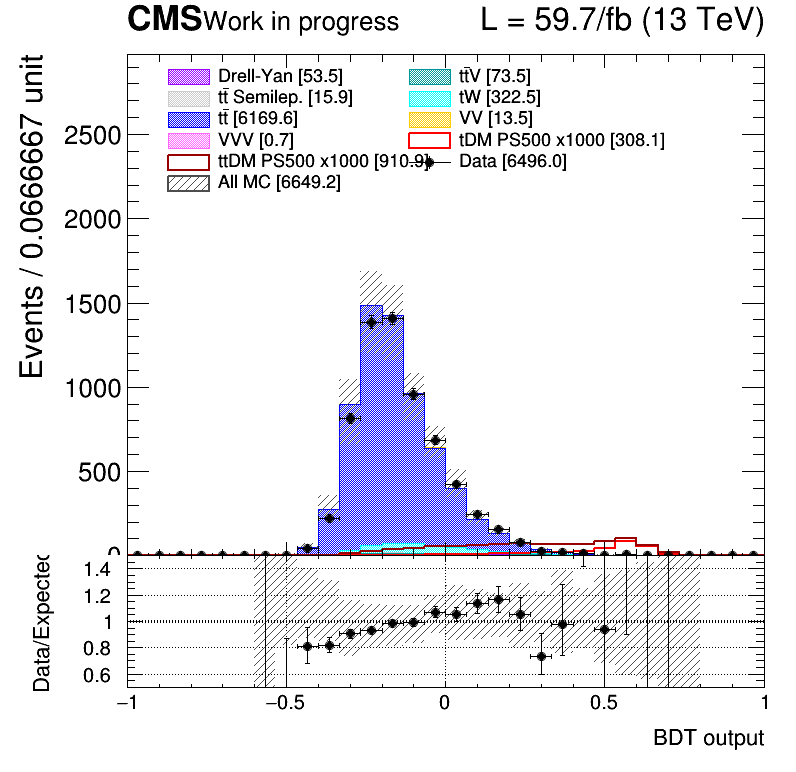 CMS Work in progress L = 59.7/fb (13 TeV)
Drell-Yan [53.5] tt̄V [73.5]
tt̄ Semilep. [15.9] tW [322.5]
tt̄ [6169.6] VV [13.5]
VVV [0.7] tDM PS500 x1000 [308.1]
ttDM PS500 x1000 [910.9] Data [6496.0]
All MC [6649.2]
Events / 0.0666667 unit
2500
2000
1500
1000
500
0
Data/Expected
1.4
1.2
1
0.8
0.6
−1 −0.5 0 0.5 1
BDT output